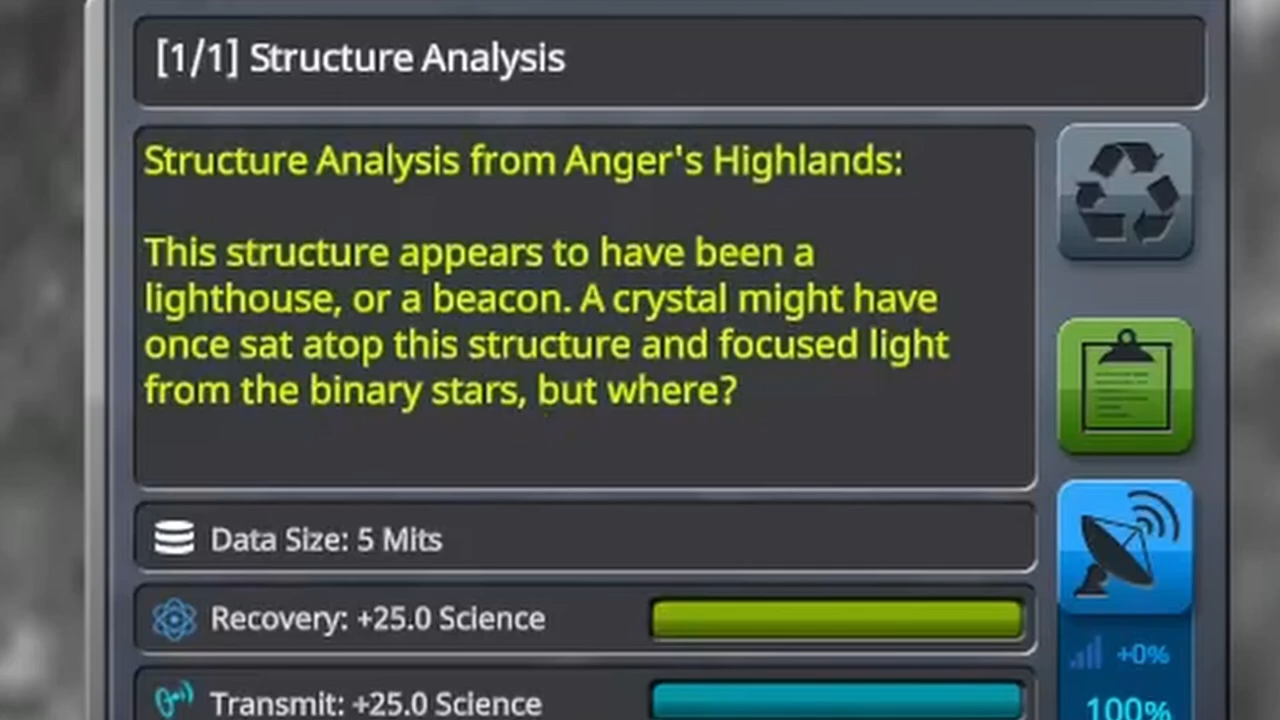 [1/1] Structure Analysis
Structure Analysis from Anger's Highlands:
This structure appears to have been a
lighthouse, or a beacon. A crystal might have
once sat atop this structure and focused light
from the binary stars, but where?
Data Size: 5 Mits
Recovery: +25.0 Science
+0%
Transmit: +25.0 Science
100%